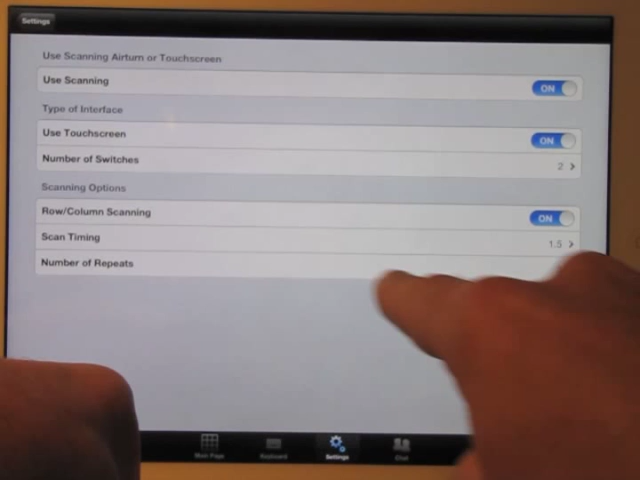 Settings
Use Scanning Airturn or Touchscreen
Use Scanning ON
Type of Interface
Use Touchscreen ON
Number of Switches 2
Scanning Options
Row/Column Scanning ON
Scan Timing 1.5
Number of Repeats
Main Page Keyboard Settings Chat